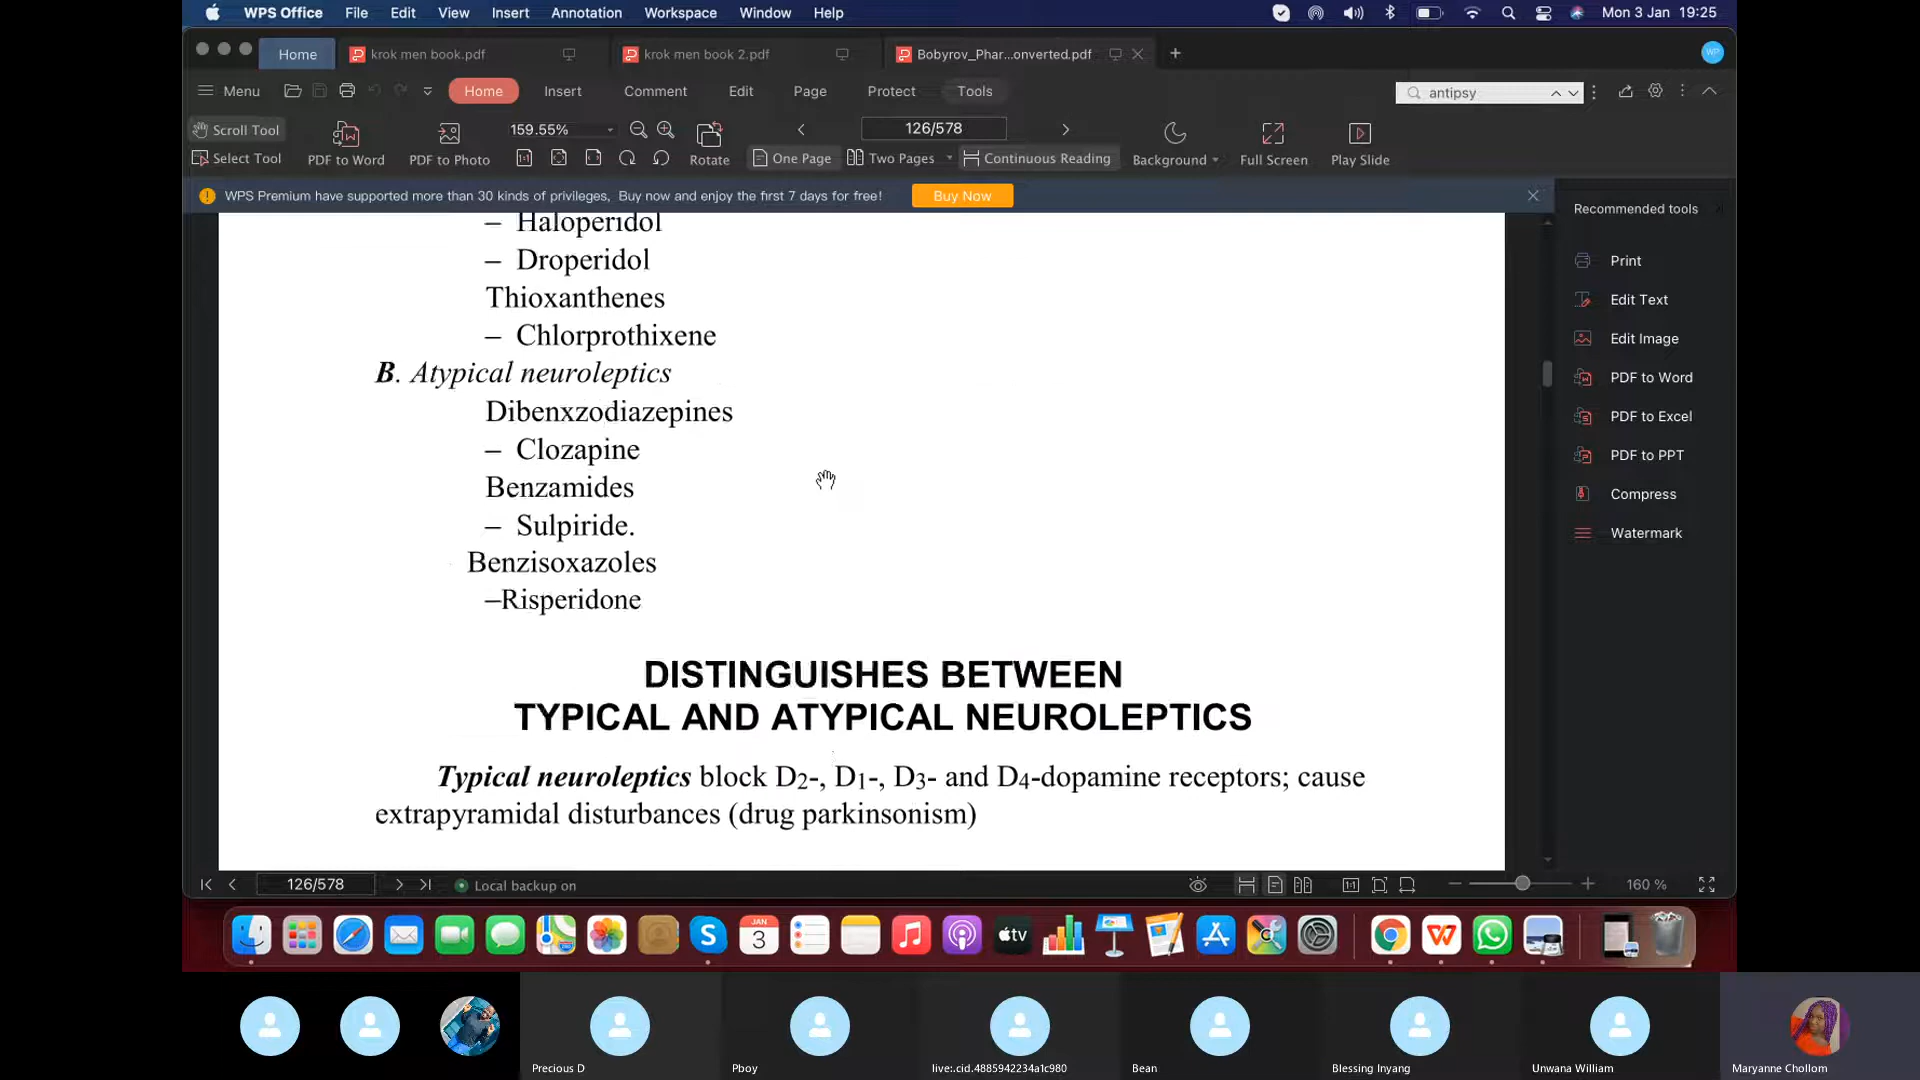 WPS Office File Edit View Insert Annotation Workspace Window Help Mon 3 Jan 19:25
Home krok men book.pdf krok men book 2.pdf Bobyrov_Phar...onverted.pdf WP
Menu Home Insert Comment Edit Page Protect Tools antipsy
Scroll Tool 159.55% 126/578
Select Tool PDF to Word PDF to Photo Rotate One Page Two Pages Continuous Reading Background Full Screen Play Slide
WPS Premium have supported more than 30 kinds of privileges, Buy now and enjoy the first 7 days for free! Buy Now
Recommended tools
Print
Edit Text
Edit Image
PDF to Word
PDF to Excel
PDF to PPT
Compress
Watermark
– Haloperidol
– Droperidol
Thioxanthenes
– Chlorprothixene
B. Atypical neuroleptics
Dibenxzodiazepines
– Clozapine
Benzamides
– Sulpiride.
Benzisoxazoles
–Risperidone
DISTINGUISHES BETWEEN
TYPICAL AND ATYPICAL NEUROLEPTICS
Typical neuroleptics block D2-, D1-, D3- and D4-dopamine receptors; cause
extrapyramidal disturbances (drug parkinsonism)
126/578 Local backup on 160 %
JAN
3
tv
Precious D Pboy live:.cid.4885942234a1c980 Bean Blessing Inyang Unwana William Maryanne Chollom